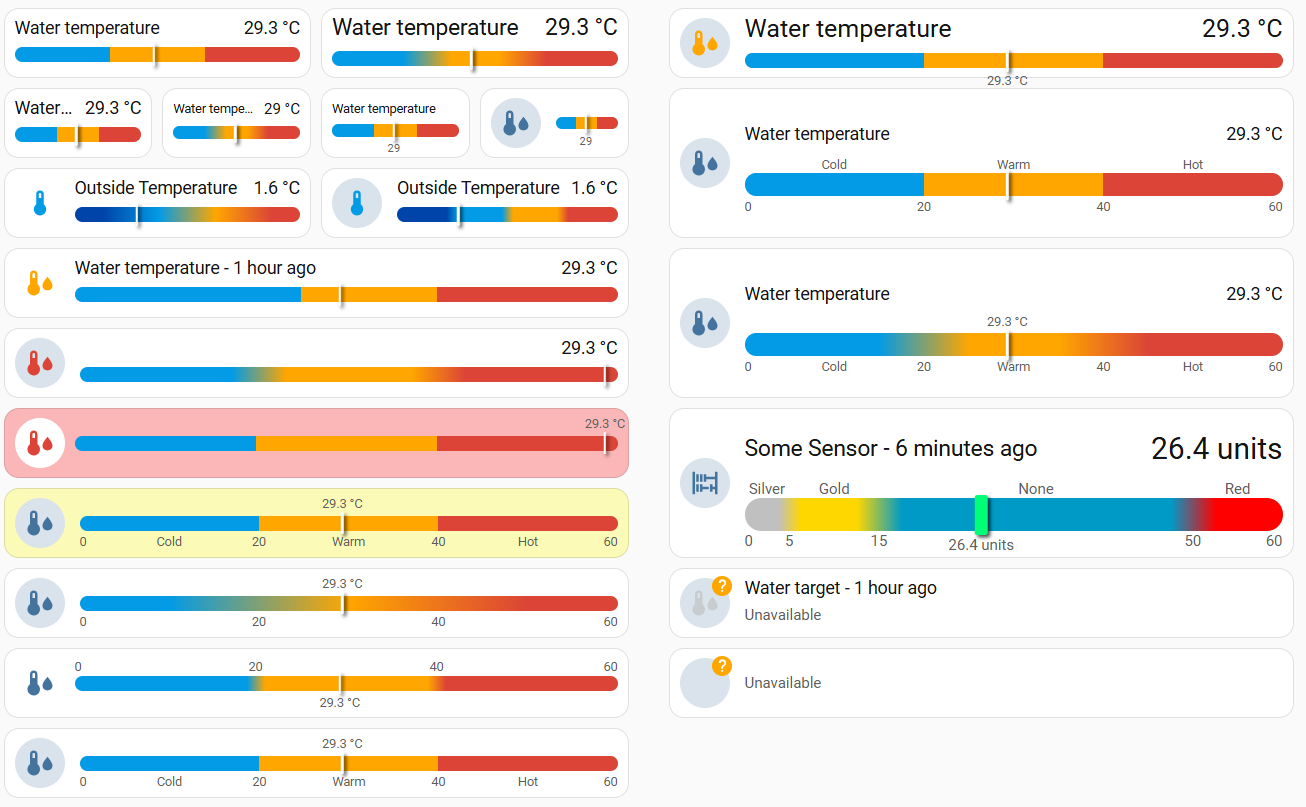 Water temperature 29.3 °C
Water temperature 29.3 °C
Water... 29.3 °C
Water tempe... 29 °C
Water temperature
29
29
Outside Temperature 1.6 °C
Outside Temperature 1.6 °C
Water temperature - 1 hour ago 29.3 °C
29.3 °C
29.3 °C
29.3 °C
0 Cold 20 Warm 40 Hot 60
29.3 °C
0 20 40 60
0 20 40 60
29.3 °C
29.3 °C
0 Cold 20 Warm 40 Hot 60
Water temperature 29.3 °C
29.3 °C
Water temperature 29.3 °C
Cold Warm Hot
0 20 40 60
Water temperature 29.3 °C
29.3 °C
0 Cold 20 Warm 40 Hot 60
Some Sensor - 6 minutes ago 26.4 units
Silver Gold None Red
0 5 15 26.4 units 50 60
?
Water target - 1 hour ago
Unavailable
?
Unavailable